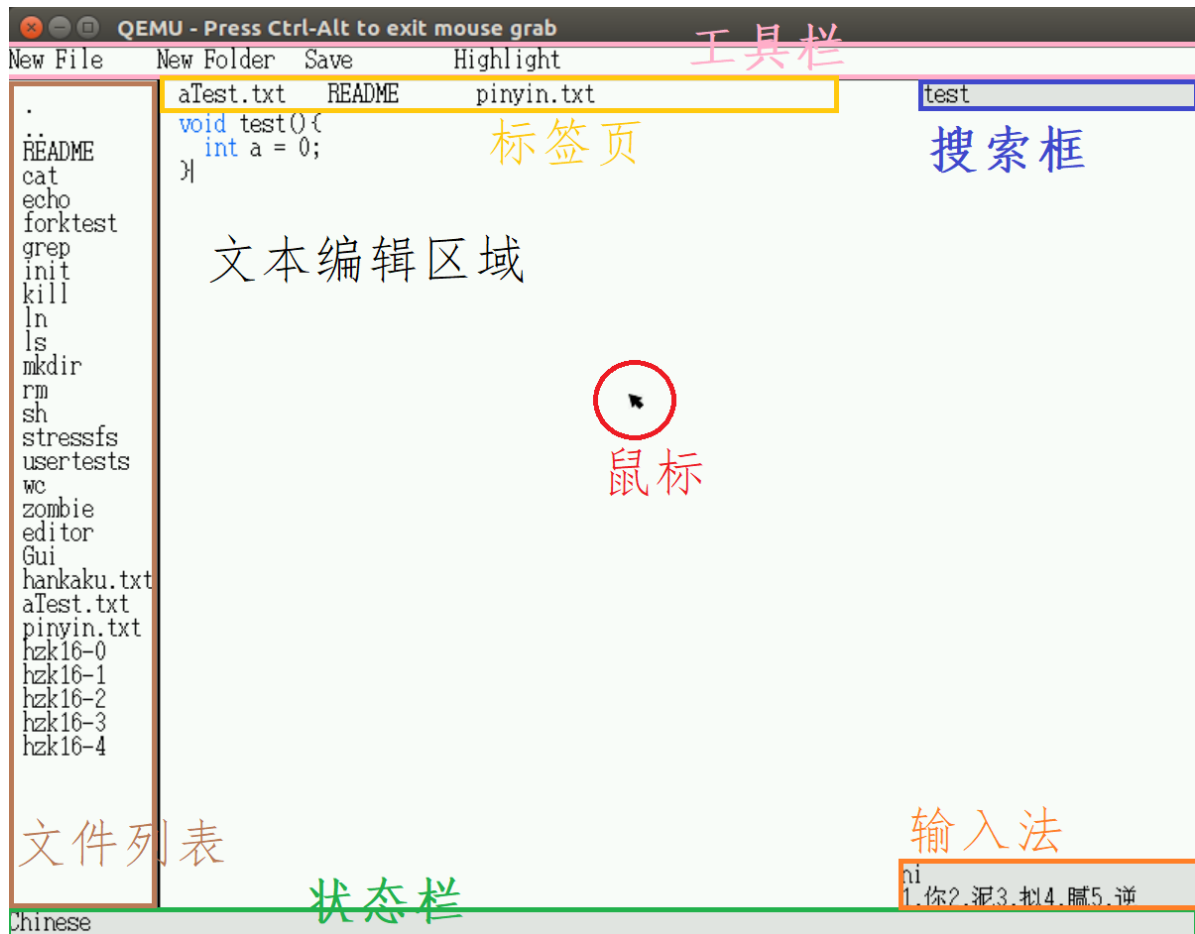 QEMU - Press Ctrl-Alt to exit mouse grab
New File New Folder Save Highlight
工具栏
aTest.txt README pinyin.txt
test
void test(){
int a = 0;
}
标签页
搜索框
文本编辑区域
鼠标
.
..
README
cat
echo
forktest
grep
init
kill
ln
ls
mkdir
rm
sh
stressfs
usertests
wc
zombie
editor
Gui
hankaku.txt
aTest.txt
pinyin.txt
hzk16-0
hzk16-1
hzk16-2
hzk16-3
hzk16-4
文件列表
输入法
ni
1.你2.泥3.拟4.腻5.逆
状态栏
Chinese